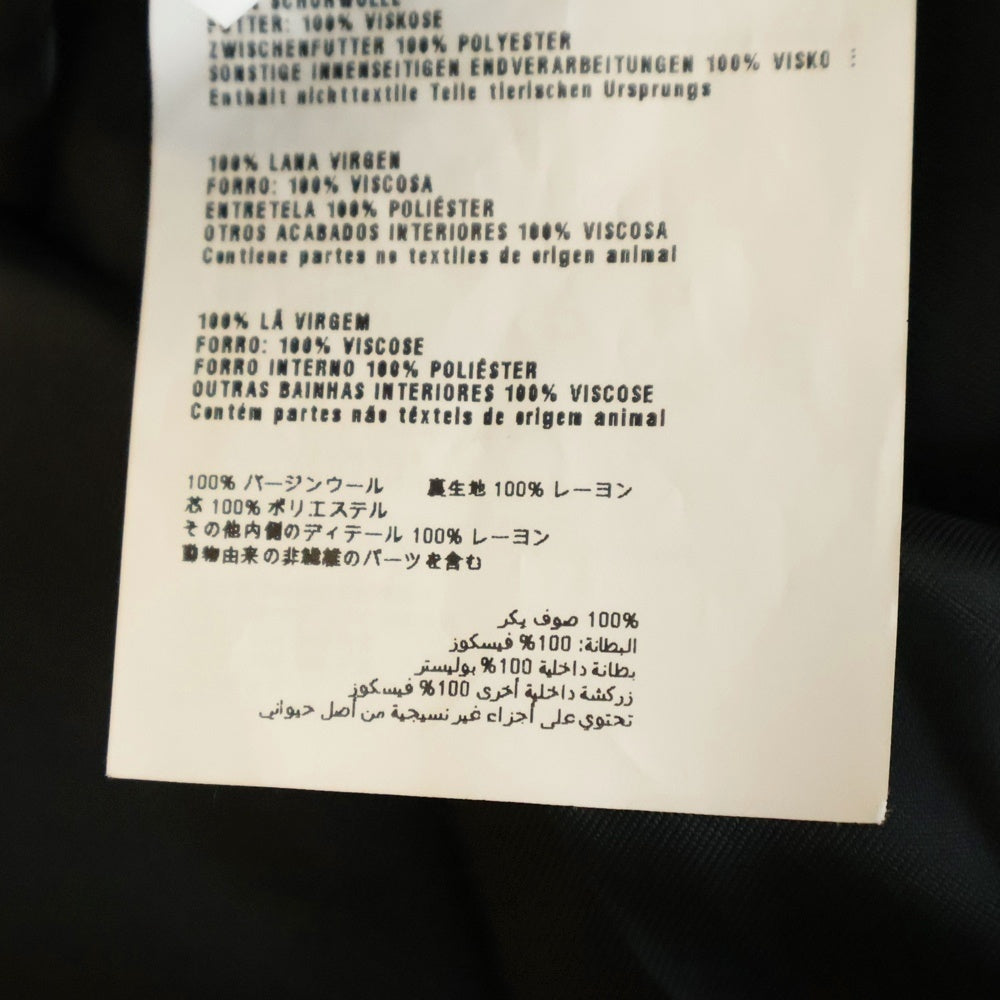 SCHURWOLLE
FUTTER: 100% VISKOSE
ZWISCHENFUTTER 100% POLYESTER
SONSTIGE INNENSEITIGEN ENDVERARBEITUNGEN 100% VISKO
Enthält nichttextile Teile tierischen Ursprungs
100% LANA VIRGEN
FORRO: 100% VISCOSA
ENTRETELA 100% POLIÉSTER
OTROS ACABADOS INTERIORES 100% VISCOSA
Contiene partes no textiles de origen animal
100% LÃ VIRGEM
FORRO: 100% VISCOSE
FORRO INTERNO 100% POLIÉSTER
OUTRAS BAINHAS INTERIORES 100% VISCOSE
Contém partes não têxteis de origem animal
100% バージンウール 裏生地 100% レーヨン
芯 100% ポリエステル
その他内側のディテール 100% レーヨン
動物由来の非繊維のパーツを含む
100% صوف بكر
البطانة: 100% فيسكوز
بطانة داخلية 100% بوليستر
زركشة داخلية أخرى 100% فيسكوز
تحتوي على أجزاء غير نسيجية من أصل حيواني